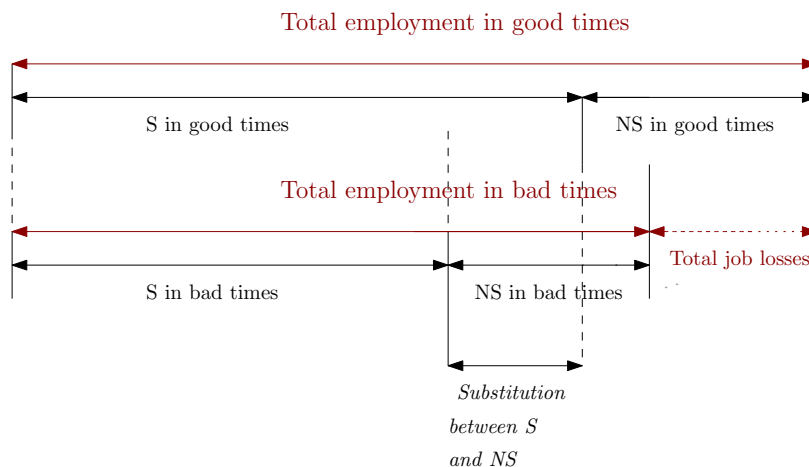 Total employment in good times
S in good times
NS in good times
Total employment in bad times
Total job losses
S in bad times
NS in bad times
Substitution
between S
and NS